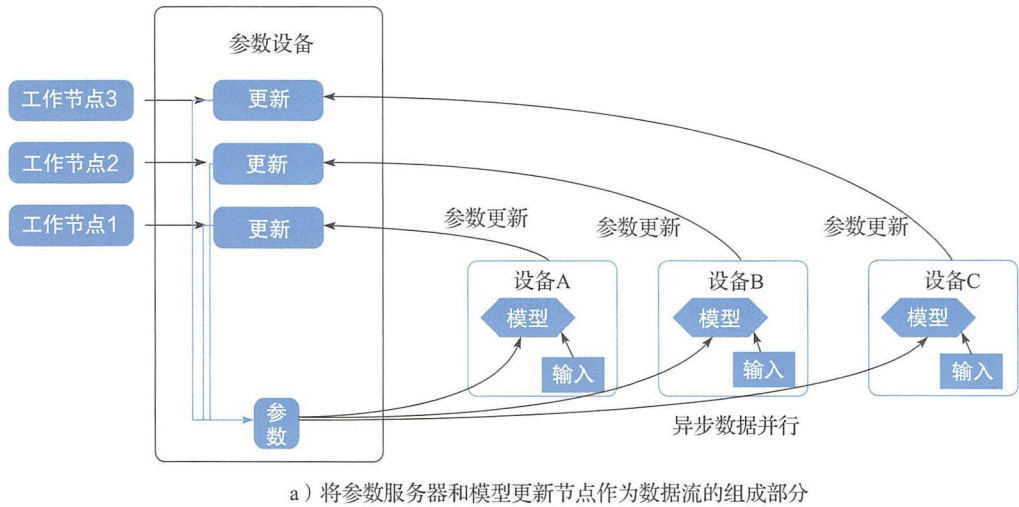 参数设备
工作节点3
更新
工作节点2
更新
工作节点1
更新
参数更新
参数更新
参数更新
设备A
设备B
设备C
模型
模型
模型
输入
输入
输入
参
数
异步数据并行
a）将参数服务器和模型更新节点作为数据流的组成部分